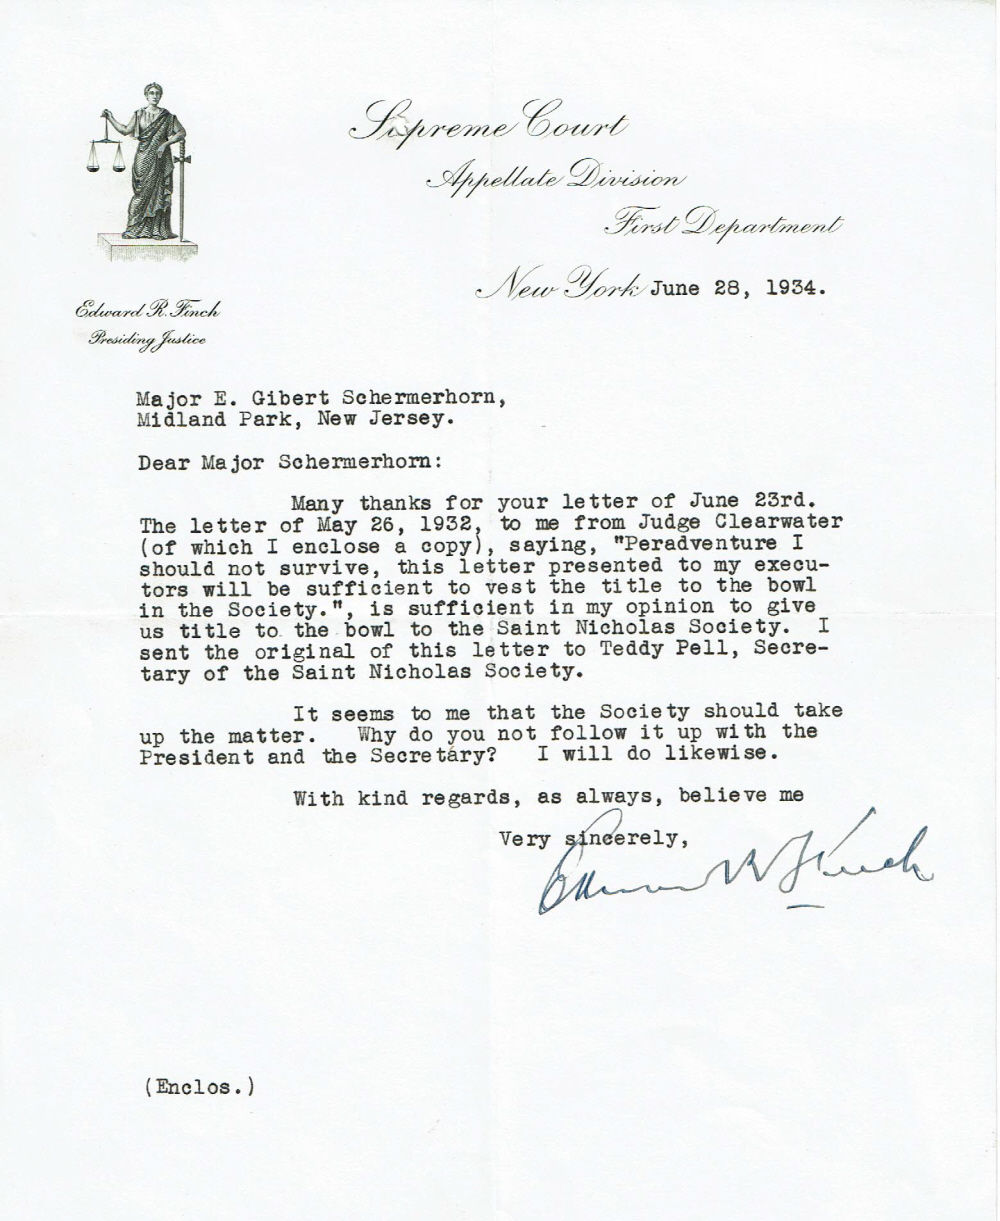 Supreme Court
Appellate Division
First Department
New York June 28, 1934.
Edward R. Finch
Presiding Justice
Major E. Gibert Schermerhorn,
Midland Park, New Jersey.
Dear Major Schermerhorn:
Many thanks for your letter of June 23rd.
The letter of May 26, 1932, to me from Judge Clearwater
(of which I enclose a copy), saying, "Peradventure I
should not survive, this letter presented to my execu-
tors will be sufficient to vest the title to the bowl
in the Society.", is sufficient in my opinion to give
us title to the bowl to the Saint Nicholas Society. I
sent the original of this letter to Teddy Pell, Secre-
tary of the Saint Nicholas Society.
It seems to me that the Society should take
up the matter. Why do you not follow it up with the
President and the Secretary? I will do likewise.
With kind regards, as always, believe me
Very sincerely,
Edward R Finch
(Enclos.)